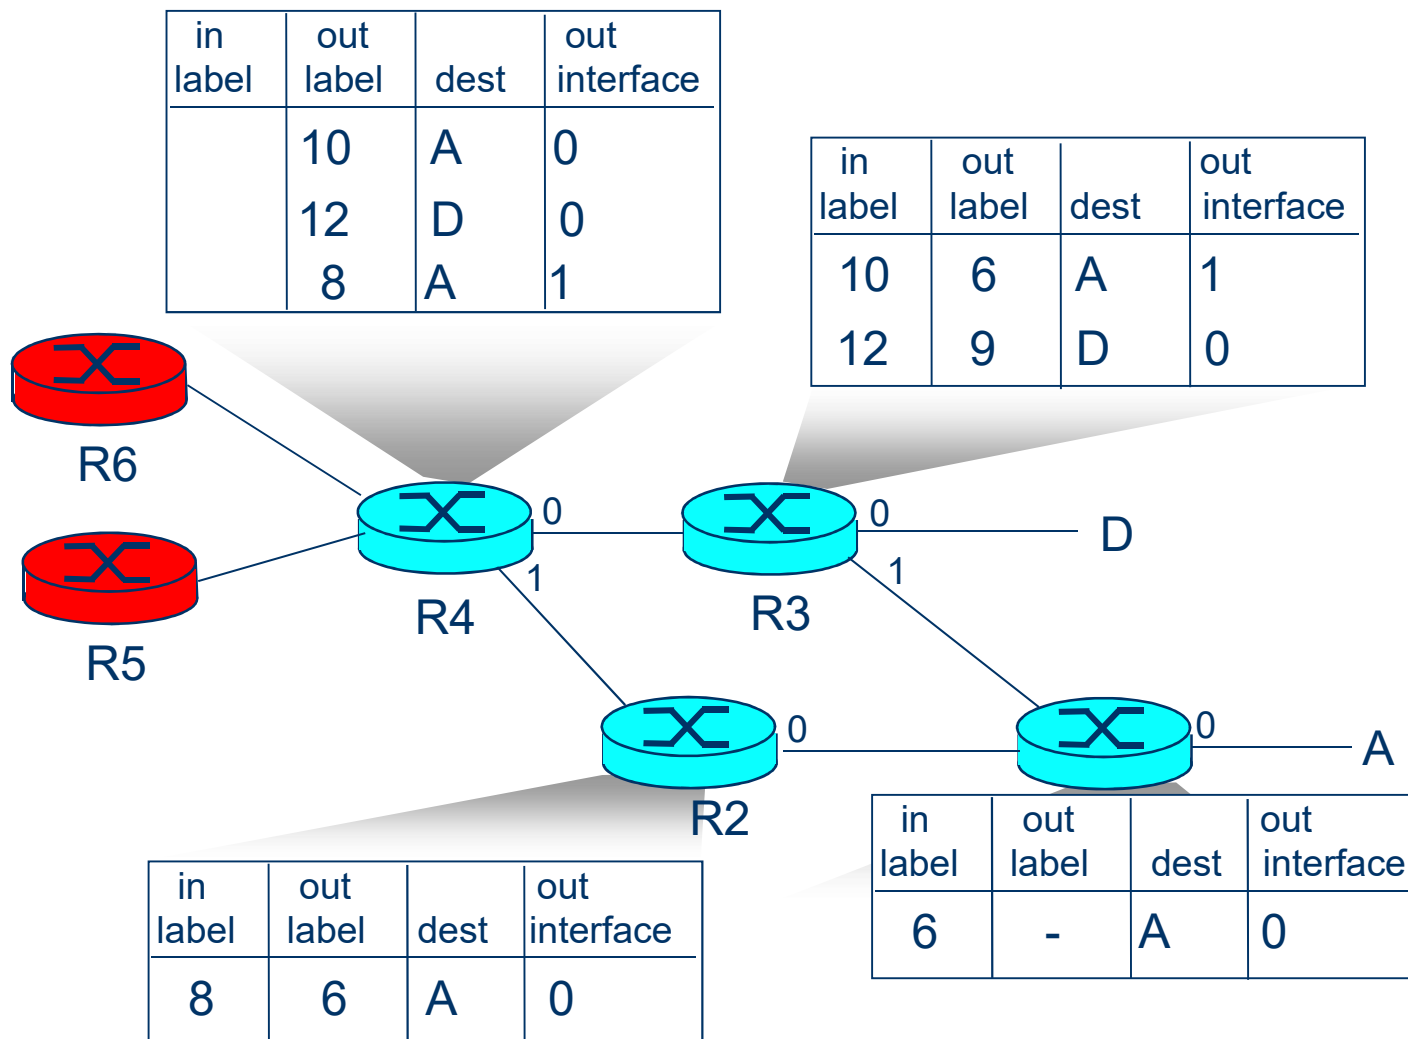 in out out
label label dest interface
10 A 0
12 D 0
8 A 1
in out out
label label dest interface
10 6 A 1
12 9 D 0
R6
R5
R4
0
1
R3
0
1
D
R2
0
0
A
in out out
label label dest interface
8 6 A 0
in out out
label label dest interface
6 - A 0